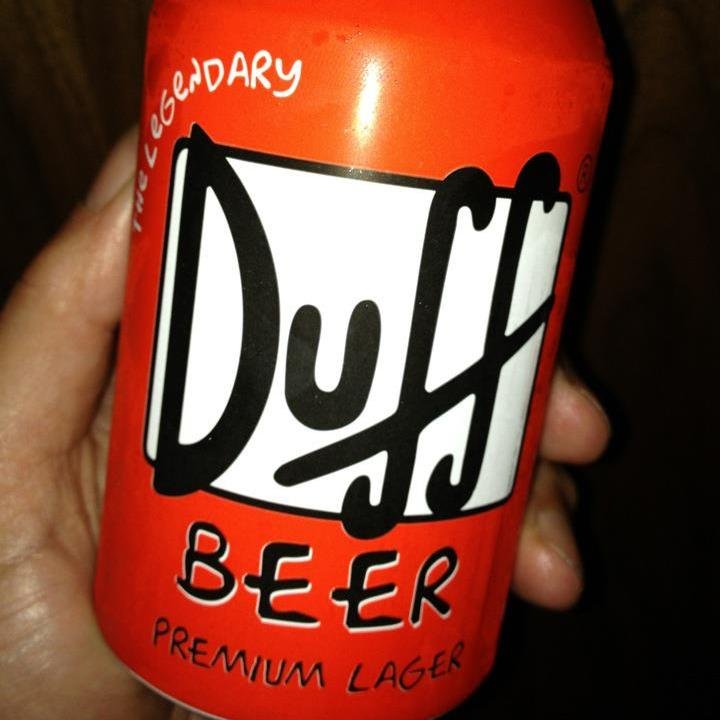 THE LEGENDARY
Duff
®
BEER
PREMIUM LAGER